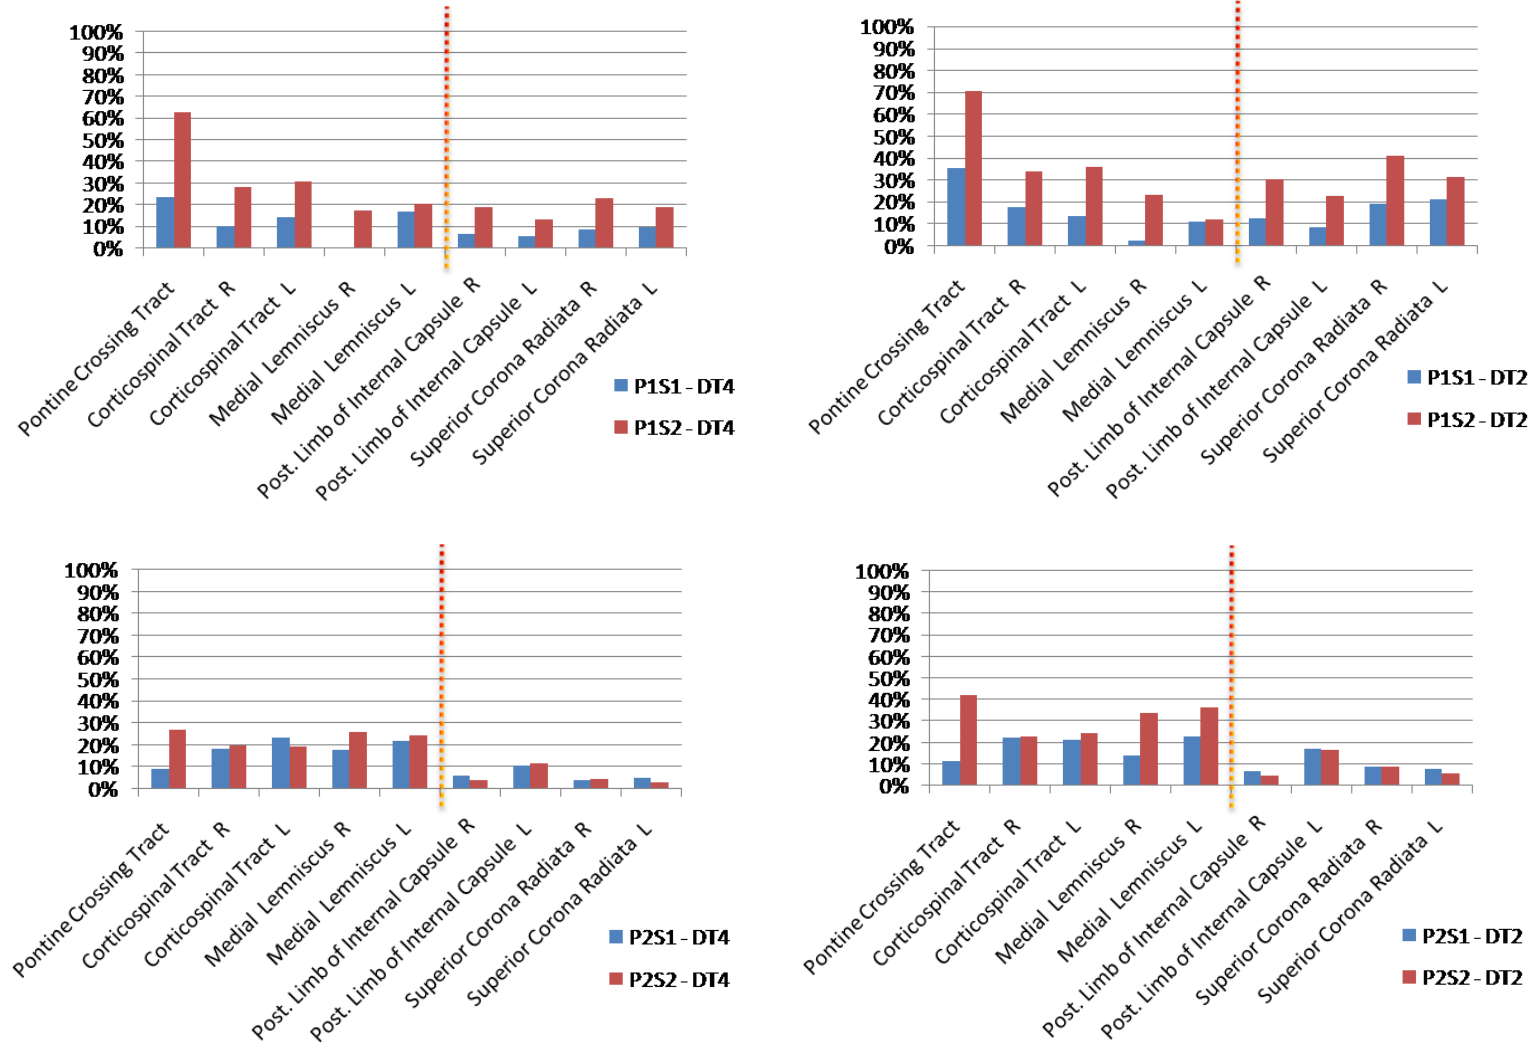 100%
90%
80%
70%
60%
50%
40%
30%
20%
10%
0%
Pontine Crossing Tract
Corticospinal Tract R
Corticospinal Tract L
Medial Lemniscus R
Medial Lemniscus L
Post. Limb of Internal Capsule R
Post. Limb of Internal Capsule L
Superior Corona Radiata R
Superior Corona Radiata L
P1S1 - DT4
P1S2 - DT4
100%
90%
80%
70%
60%
50%
40%
30%
20%
10%
0%
Pontine Crossing Tract
Corticospinal Tract R
Corticospinal Tract L
Medial Lemniscus R
Medial Lemniscus L
Post. Limb of Internal Capsule R
Post. Limb of Internal Capsule L
Superior Corona Radiata R
Superior Corona Radiata L
P1S1 - DT2
P1S2 - DT2
100%
90%
80%
70%
60%
50%
40%
30%
20%
10%
0%
Pontine Crossing Tract
Corticospinal Tract R
Corticospinal Tract L
Medial Lemniscus R
Medial Lemniscus L
Post. Limb of Internal Capsule R
Post. Limb of Internal Capsule L
Superior Corona Radiata R
Superior Corona Radiata L
P2S1 - DT4
P2S2 - DT4
100%
90%
80%
70%
60%
50%
40%
30%
20%
10%
0%
Pontine Crossing Tract
Corticospinal Tract R
Corticospinal Tract L
Medial Lemniscus R
Medial Lemniscus L
Post. Limb of Internal Capsule R
Post. Limb of Internal Capsule L
Superior Corona Radiata R
Superior Corona Radiata L
P2S1 - DT2
P2S2 - DT2